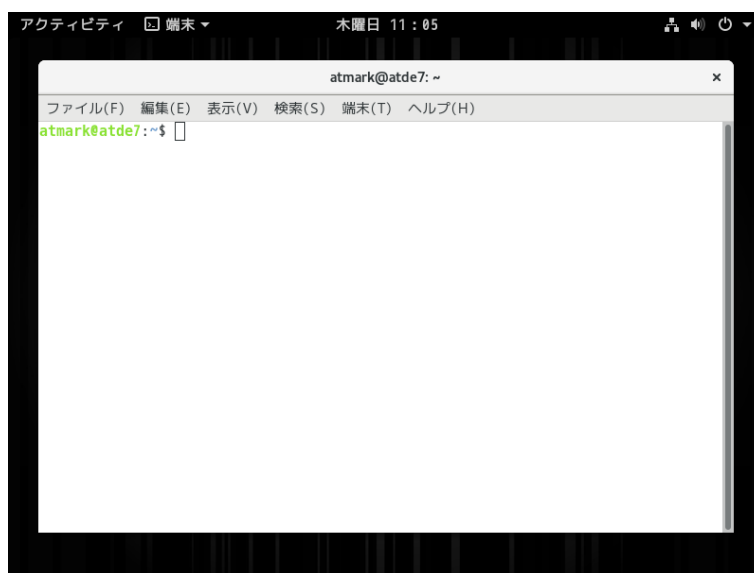 アクティビティ 端末 木曜日 11:05
atmark@atde7: ~ ×
ファイル(F) 編集(E) 表示(V) 検索(S) 端末(T) ヘルプ(H)
atmark@atde7:~$